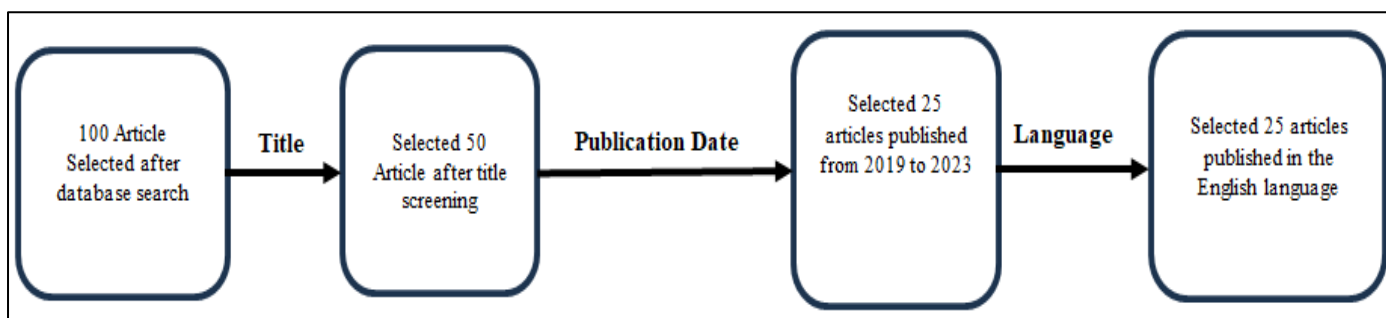 100 Article
Selected after
database search
Title
Selected 50
Article after title
screening
Publication Date
Selected 25
articles published
from 2019 to 2023
Language
Selected 25 articles
published in the
English language